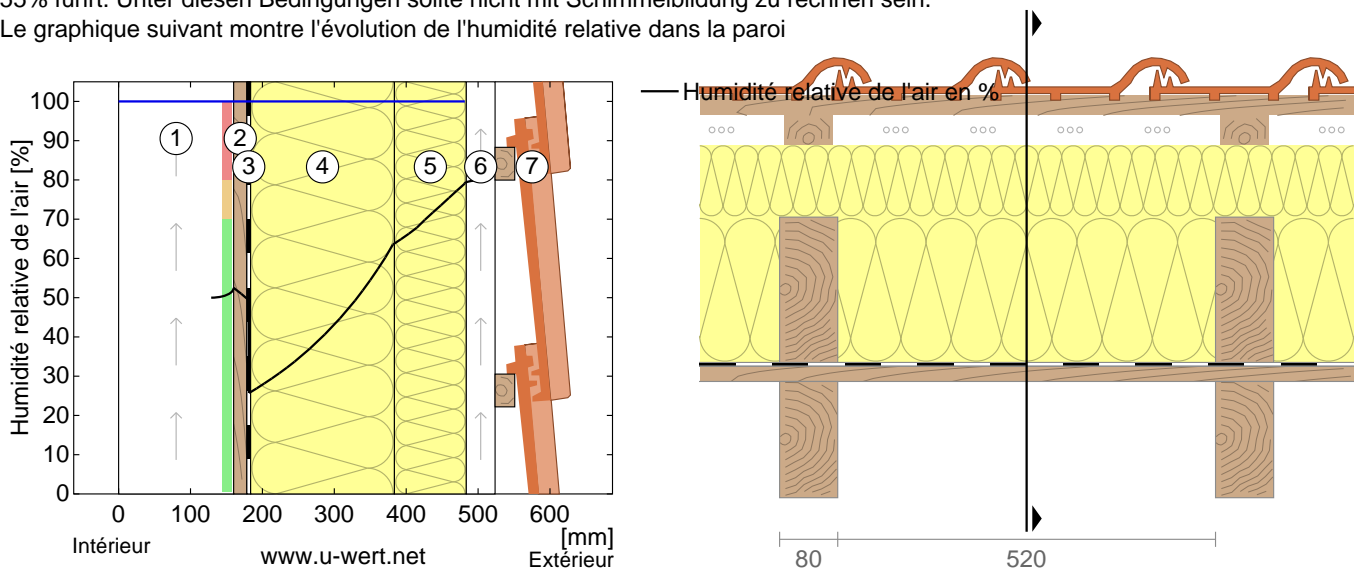 55% führt. Unter diesen Bedingungen sollte nicht mit Schimmelbildung zu rechnen sein.
Le graphique suivant montre l'évolution de l'humidité relative dans la paroi
Humidité relative de l'air [%]
100
90
80
70
60
50
40
30
20
10
0
1
2
3
4
5
6
7
0 100 200 300 400 500 600
[mm]
Intérieur
www.u-wert.net
Extérieur
Humidité relative de l'air en %
80
520